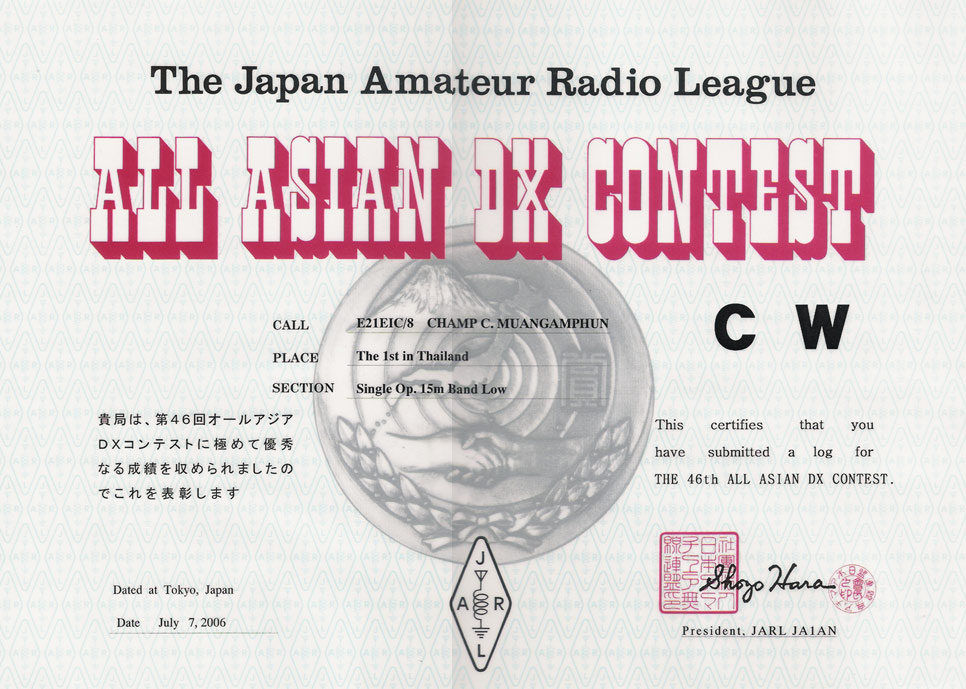 The Japan Amateur Radio League
ALL ASIAN DX CONTEST
C W
CALL E21EIC/8 CHAMP C. MUANGAMPHUN
PLACE The 1st in Thailand
SECTION Single Op. 15m Band Low
賞
貴局は、第46回オールアジア
DXコンテストに極めて優秀
なる成績を収められましたの
でこれを表彰します
This certifies that you
have submitted a log for
THE 46th ALL ASIAN DX CONTEST.
Dated at Tokyo, Japan
Date July 7, 2006
J
A R
L
Shozo Hara
President, JARL JA1AN